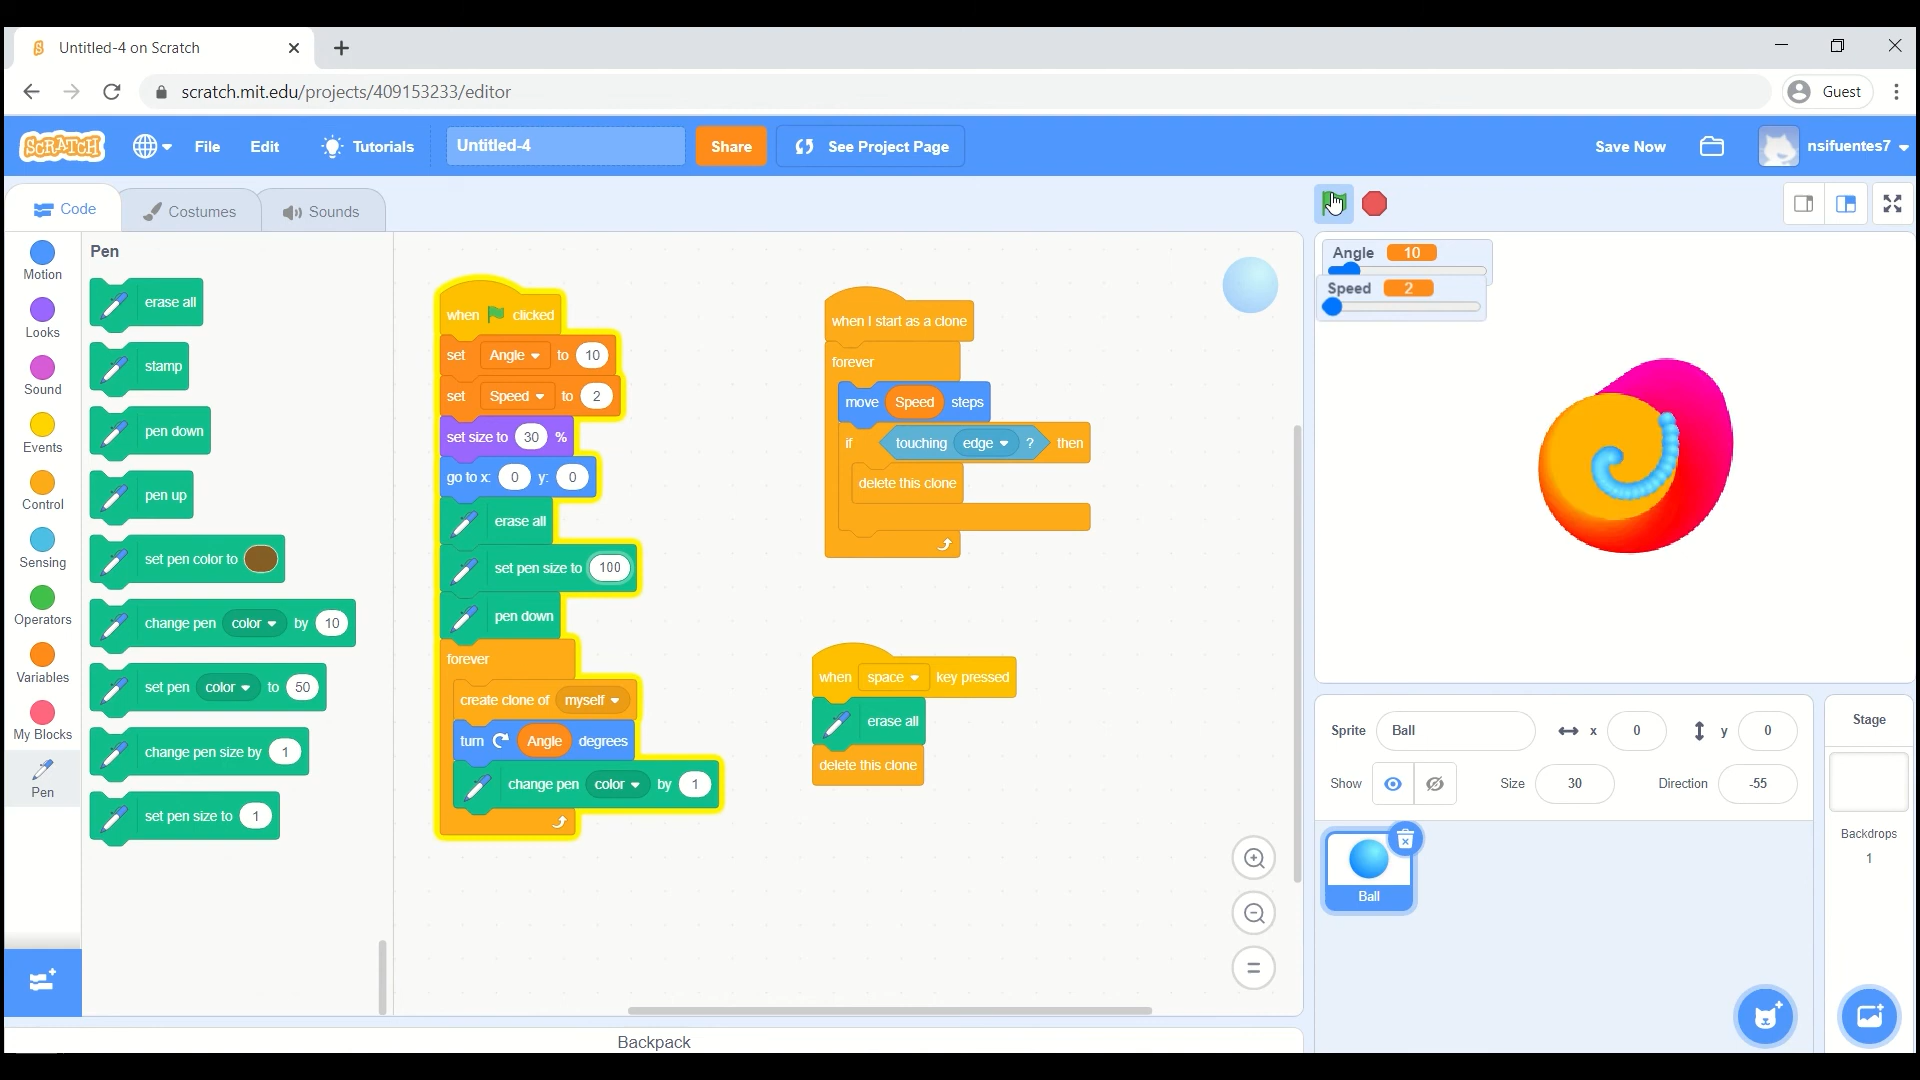 Untitled-4 on Scratch
scratch.mit.edu/projects/409153233/editor
Guest
SCRATCH
File
Edit
Tutorials
Untitled-4
Share
See Project Page
Save Now
nsifuentes7
Code
Costumes
Sounds
Motion
Looks
Sound
Events
Control
Sensing
Operators
Variables
My Blocks
Pen
Pen
erase all
stamp
pen down
pen up
set pen color to
change pen color by 10
set pen color to 50
change pen size by 1
set pen size to 1
when clicked
set Angle to 10
set Speed to 2
set size to 30 %
go to x: 0 y: 0
erase all
set pen size to 100
pen down
forever
create clone of myself
turn Angle degrees
change pen color by 1
when I start as a clone
forever
move Speed steps
if touching edge ? then
delete this clone
when space key pressed
erase all
delete this clone
Backpack
Angle 10
Speed 2
Sprite Ball x 0 y 0
Show Size 30 Direction -55
Ball
Stage
Backdrops
1